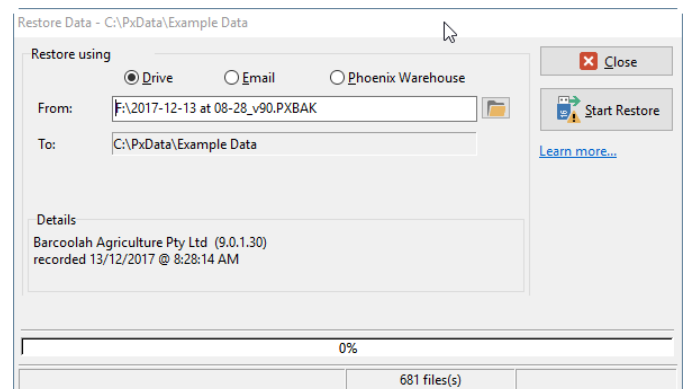 Restore Data - C:\PxData\Example Data
Restore using
Drive Email Phoenix Warehouse
Close
From: F:\2017-12-13 at 08-28_v90.PXBAK
Start Restore
To: C:\PxData\Example Data
Learn more...
Details
Barcoolah Agriculture Pty Ltd (9.0.1.30)
recorded 13/12/2017 @ 8:28:14 AM
0%
681 files(s)